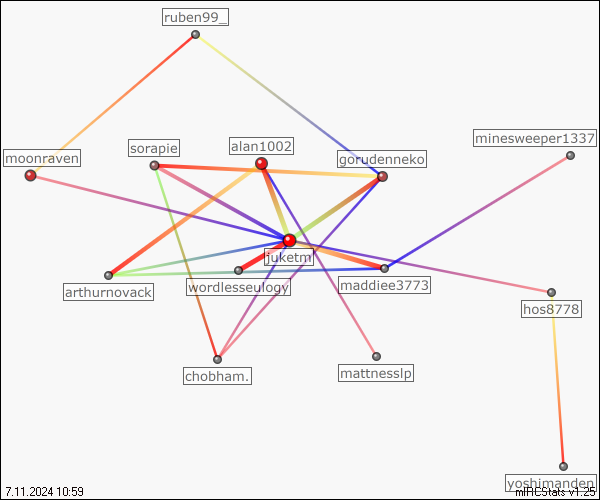 ruben99_
minesweeper1337
alan1002
sorapie
gorudenneko
moonraven
juketm
maddiee3773
wordlesseulogy
arthurnovack
hos8778
mattnesslp
chobham.
yoshimanden
7.11.2024 10:59
mIRCStats v1.25